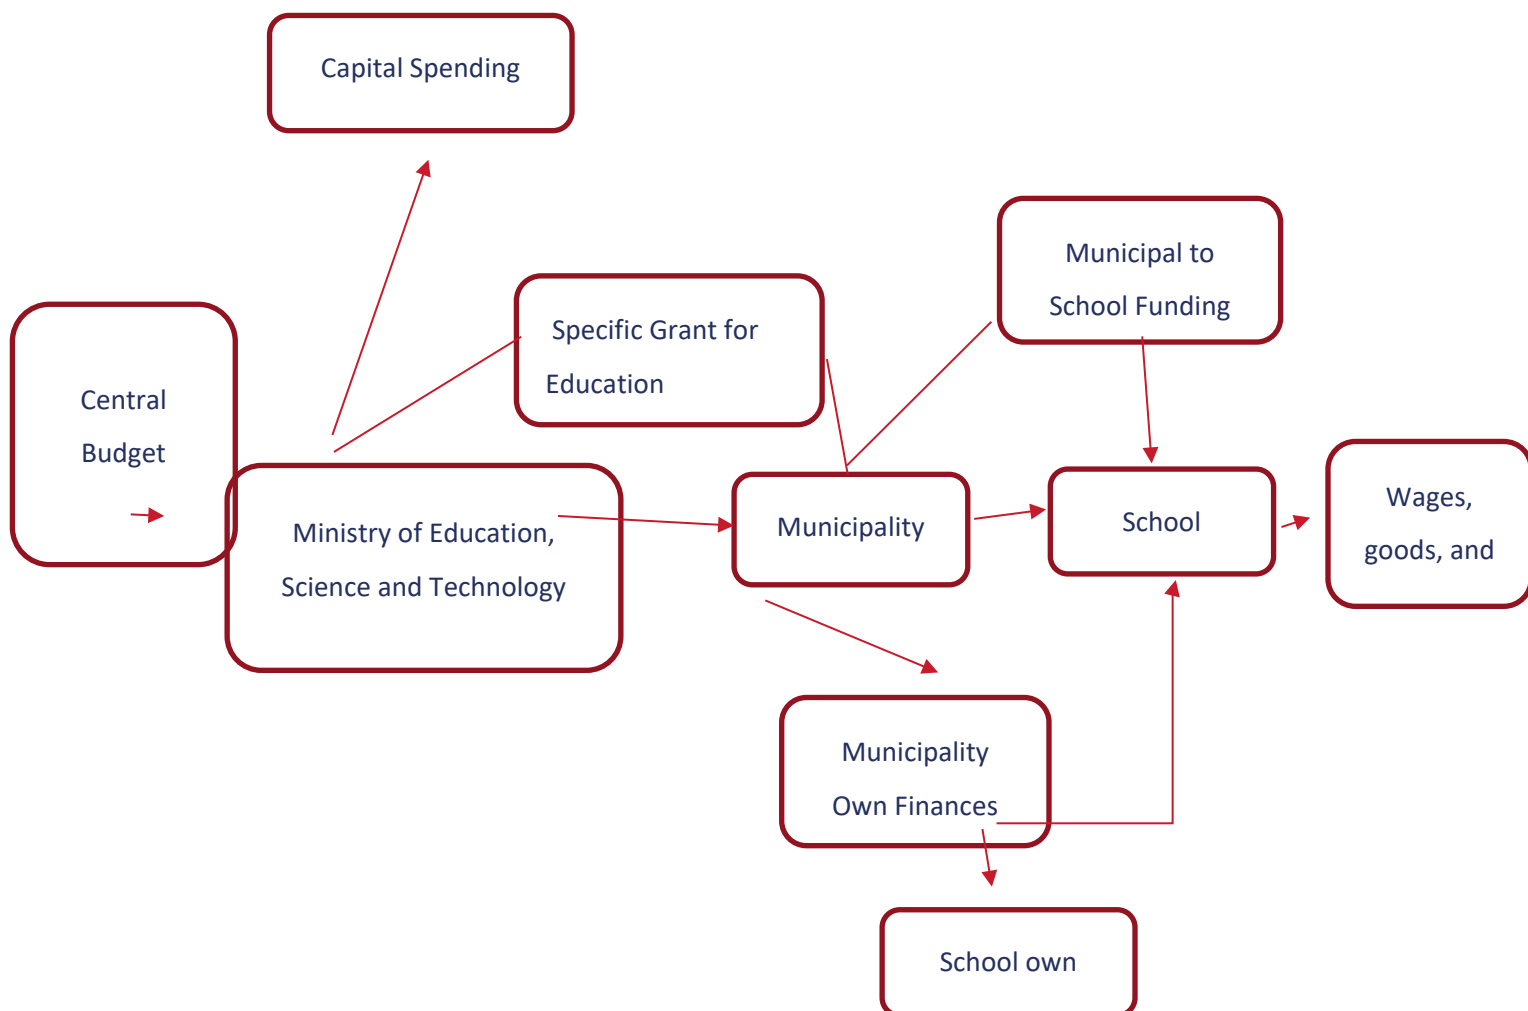 Capital Spending
Municipal to
School Funding
Specific Grant for
Education
Central
Budget
Ministry of Education,
Science and Technology
Municipality
School
Wages,
goods, and
Municipality
Own Finances
School own